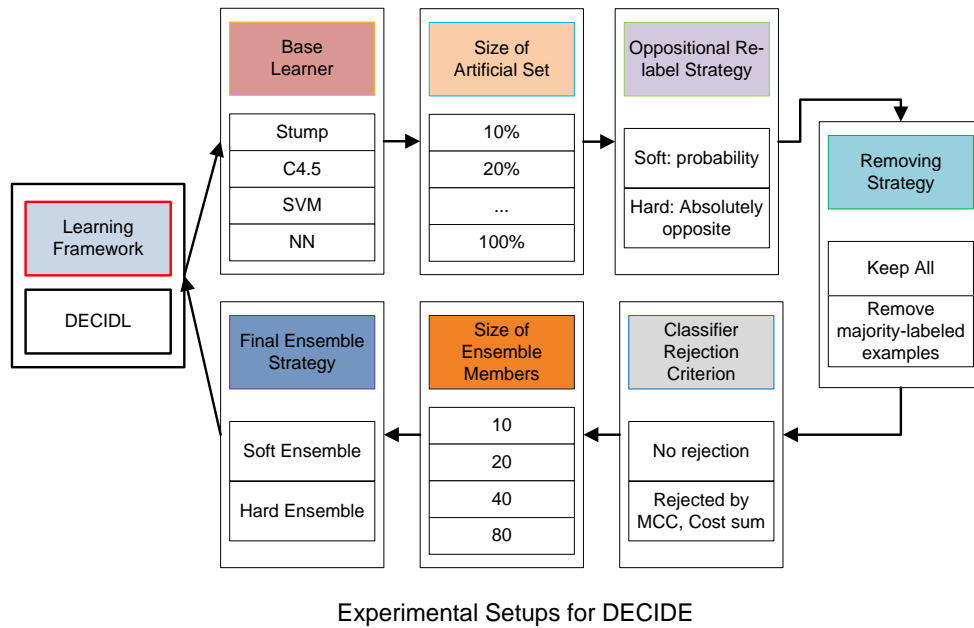 Learning
Framework
DECIDL
Base
Learner
Stump
C4.5
SVM
NN
Size of
Artificial Set
10%
20%
...
100%
Oppositional Re-
label Strategy
Soft: probability
Hard: Absolutely
opposite
Removing
Strategy
Keep All
Remove
majority-labeled
examples
Classifier
Rejection
Criterion
No rejection
Rejected by
MCC, Cost sum
Size of
Ensemble
Members
10
20
40
80
Final Ensemble
Strategy
Soft Ensemble
Hard Ensemble
Experimental Setups for DECIDE